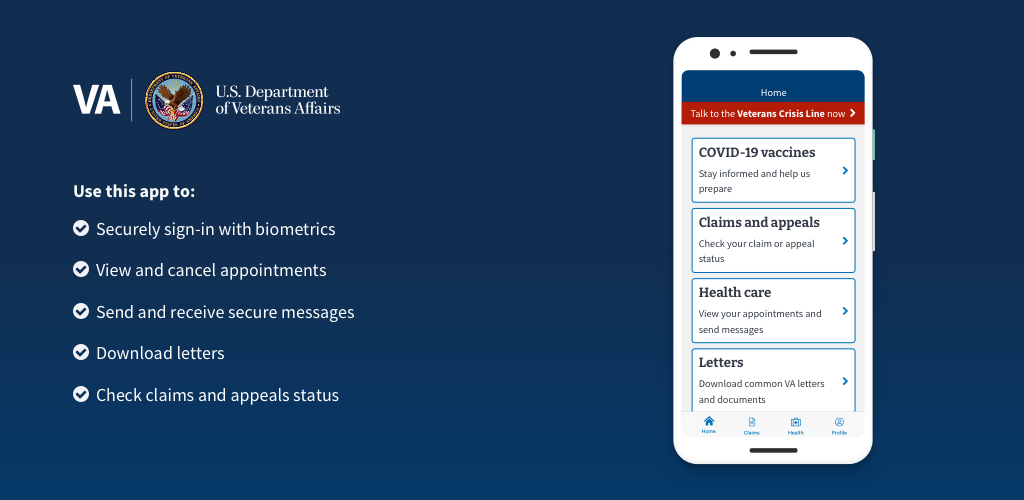 VA
U.S. Department
of Veterans Affairs
Use this app to:
Securely sign-in with biometrics
View and cancel appointments
Send and receive secure messages
Download letters
Check claims and appeals status
Home
Talk to the Veterans Crisis Line now
COVID-19 vaccines
Stay informed and help us
prepare
Claims and appeals
Check your claim or appeal
status
Health care
View your appointments and
send messages
Letters
Download common VA letters
and documents
Home
Claims
Health
Profile